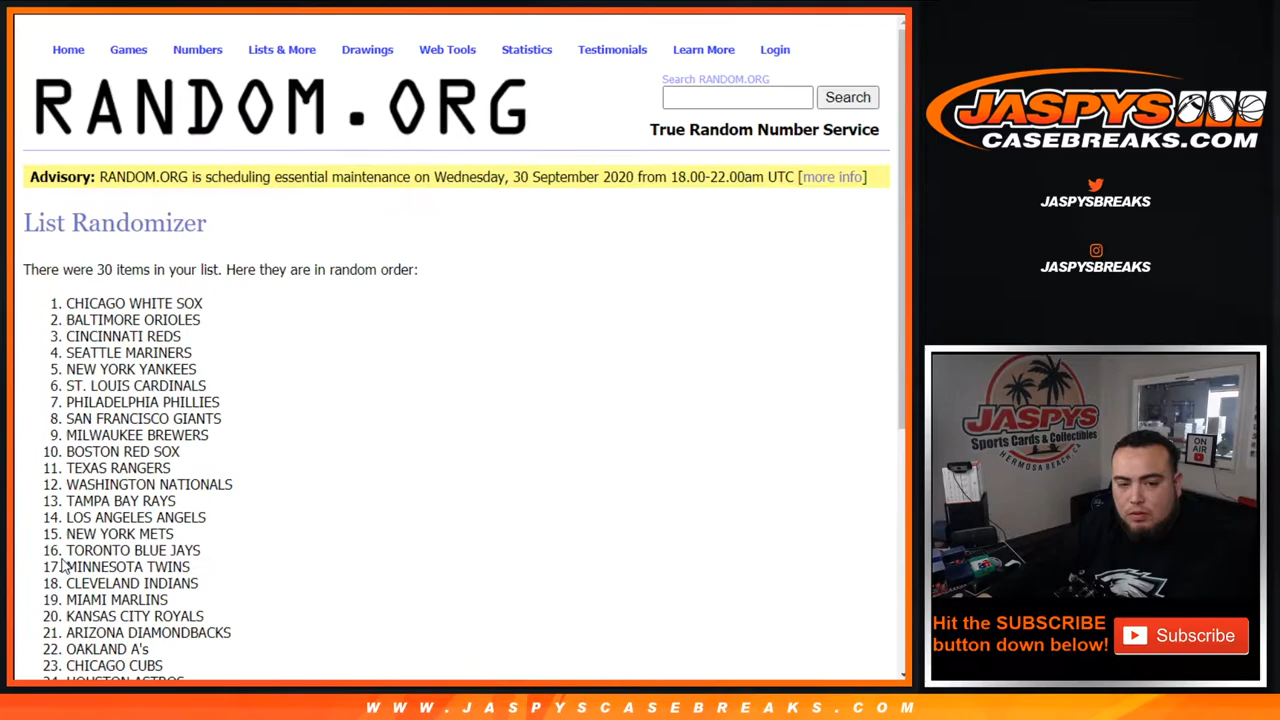 Home Games Numbers Lists & More Drawings Web Tools Statistics Testimonials Learn More Login
RANDOM.ORG
Search RANDOM.ORG
Search
True Random Number Service
Advisory: RANDOM.ORG is scheduling essential maintenance on Wednesday, 30 September 2020 from 18.00-22.00am UTC [more info]
List Randomizer
There were 30 items in your list. Here they are in random order:
1. CHICAGO WHITE SOX
2. BALTIMORE ORIOLES
3. CINCINNATI REDS
4. SEATTLE MARINERS
5. NEW YORK YANKEES
6. ST. LOUIS CARDINALS
7. PHILADELPHIA PHILLIES
8. SAN FRANCISCO GIANTS
9. MILWAUKEE BREWERS
10. BOSTON RED SOX
11. TEXAS RANGERS
12. WASHINGTON NATIONALS
13. TAMPA BAY RAYS
14. LOS ANGELES ANGELS
15. NEW YORK METS
16. TORONTO BLUE JAYS
17. MINNESOTA TWINS
18. CLEVELAND INDIANS
19. MIAMI MARLINS
20. KANSAS CITY ROYALS
21. ARIZONA DIAMONDBACKS
22. OAKLAND A's
23. CHICAGO CUBS
24. HOUSTON ASTROS
JASPYS
CASEBREAKS.COM
JASPYSBREAKS
JASPYSBREAKS
JASPYS
Sports Cards & Collectibles
HERMOSA BEACH, CA
ON
AIR
Hit the SUBSCRIBE
button down below!
Subscribe
WWW.JASPYSCASEBREAKS.COM